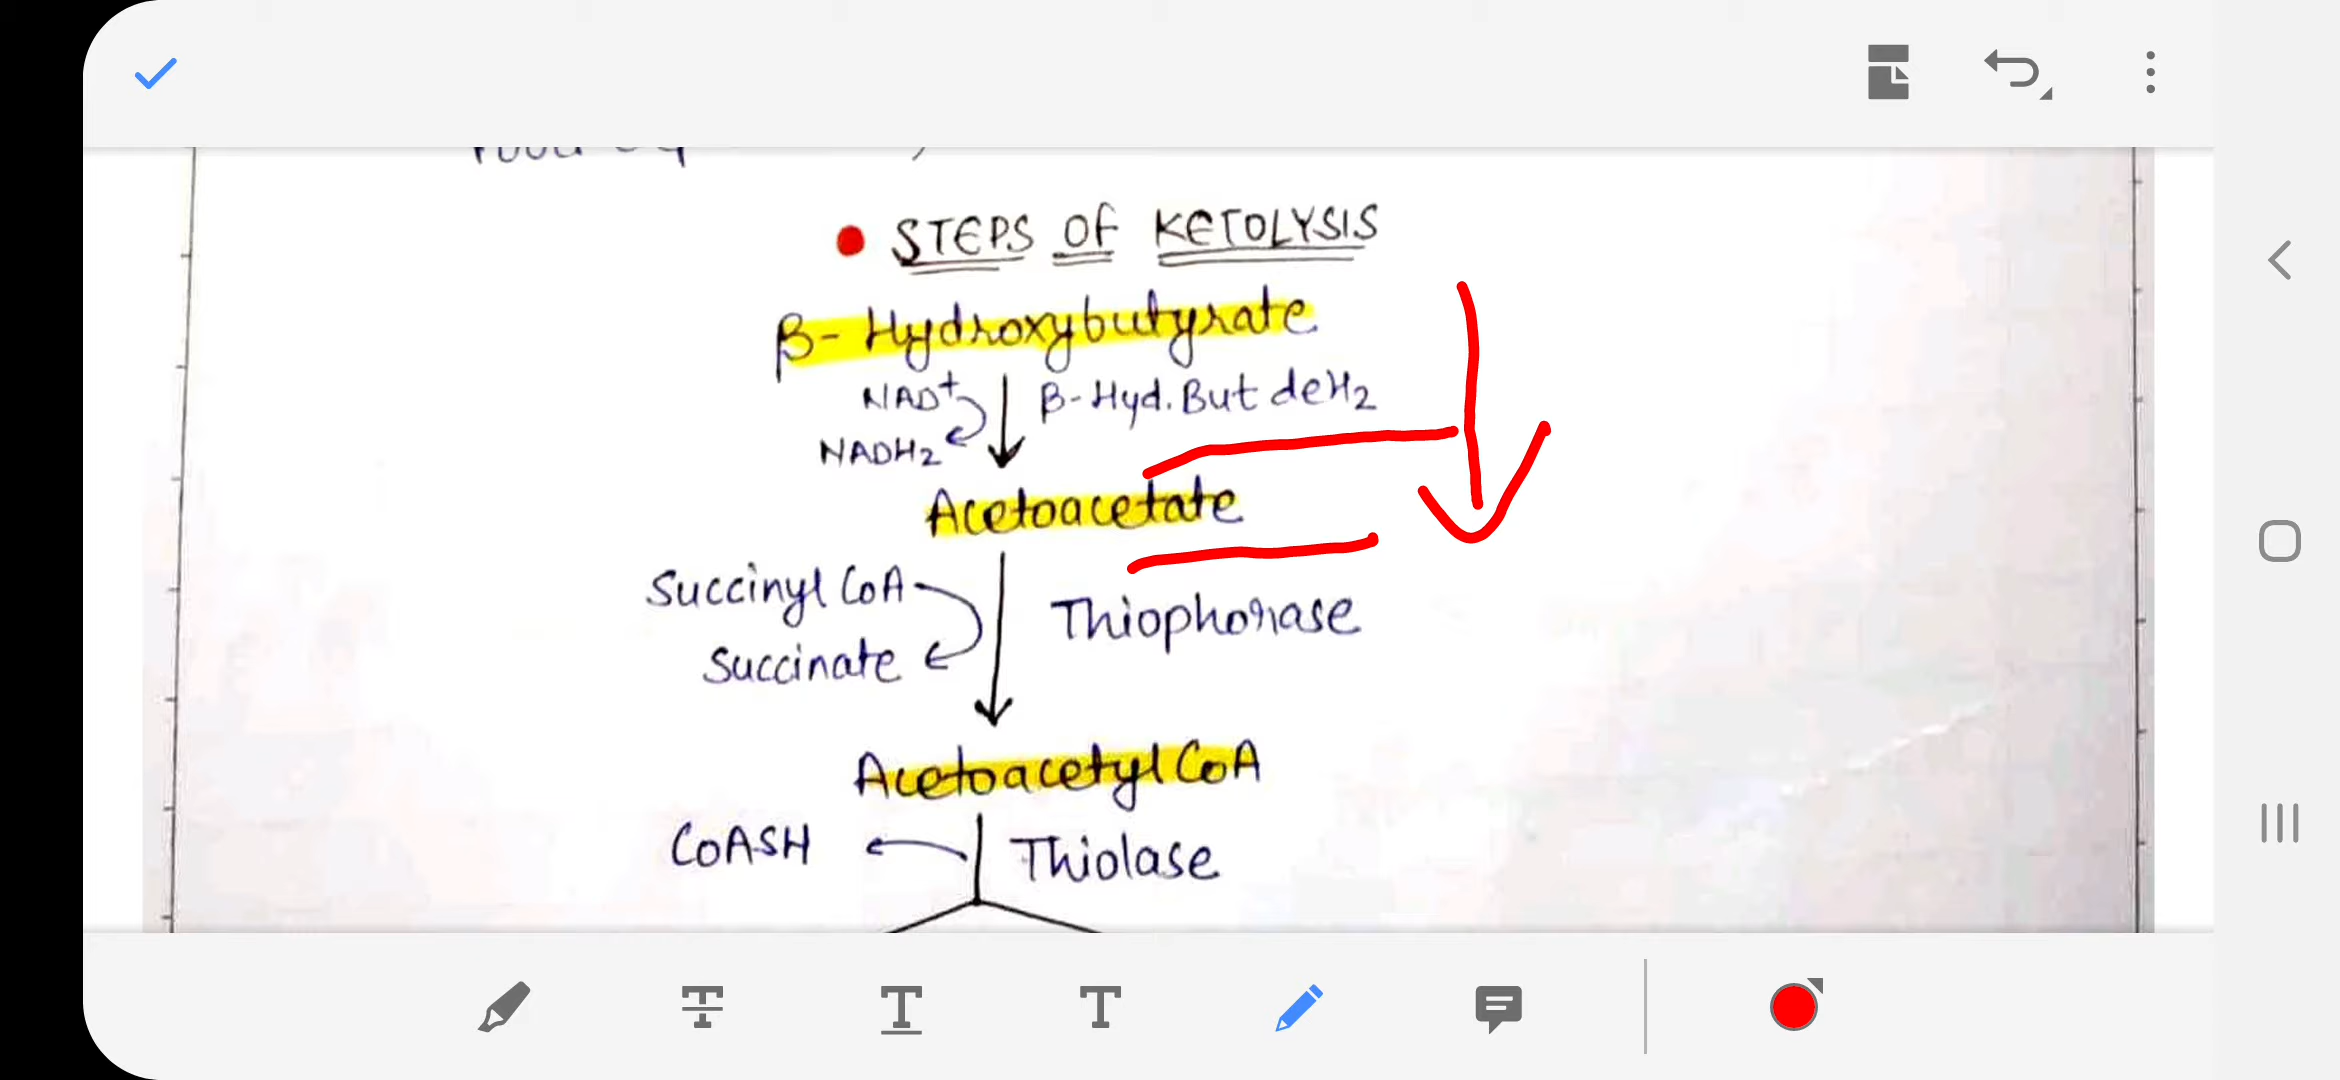 STEPS OF KETOLYSIS
β-Hydroxybutyrate
NAD+ β-Hyd. But deH2
NADH2
Acetoacetate
Succinyl CoA
Thiophorase
Succinate
Acetoacetyl CoA
CoASH Thiolase